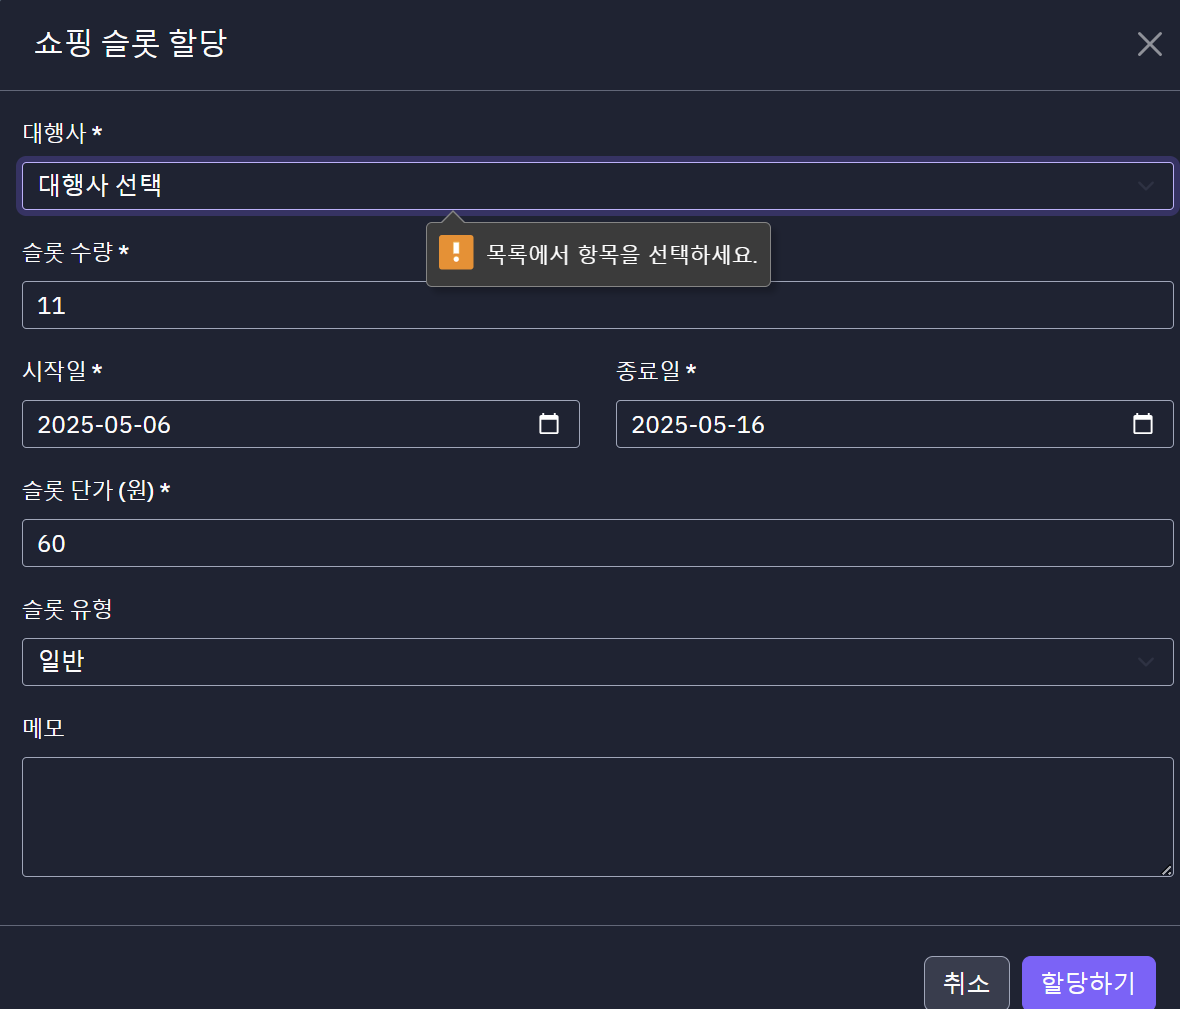 쇼핑 슬롯 할당
대행사 *
대행사 선택
목록에서 항목을 선택하세요.
슬롯 수량 *
11
시작일 *
종료일 *
2025-05-06
2025-05-16
슬롯 단가 (원) *
60
슬롯 유형
일반
메모
취소
할당하기